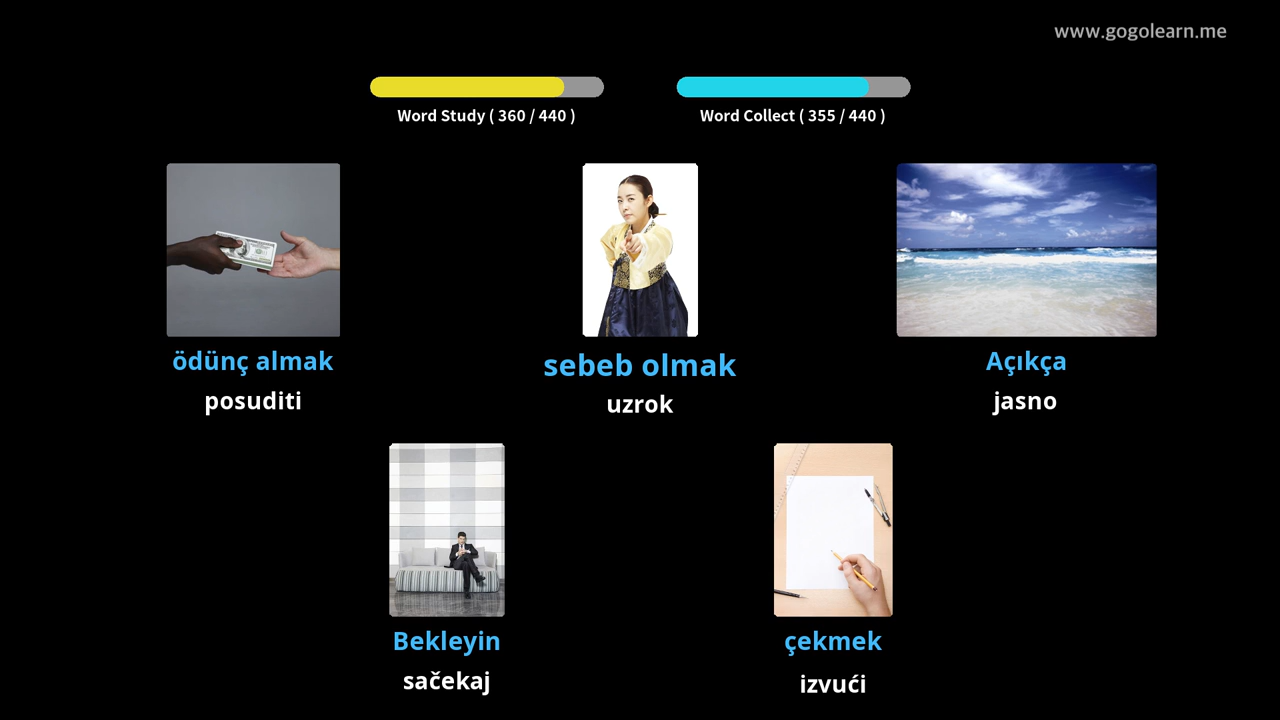 www.gogolearn.me
Word Study ( 360 / 440 )
Word Collect ( 355 / 440 )
ödünç almak
posuditi
sebeb olmak
uzrok
Açıkça
jasno
Bekleyin
sačekaj
çekmek
izvući